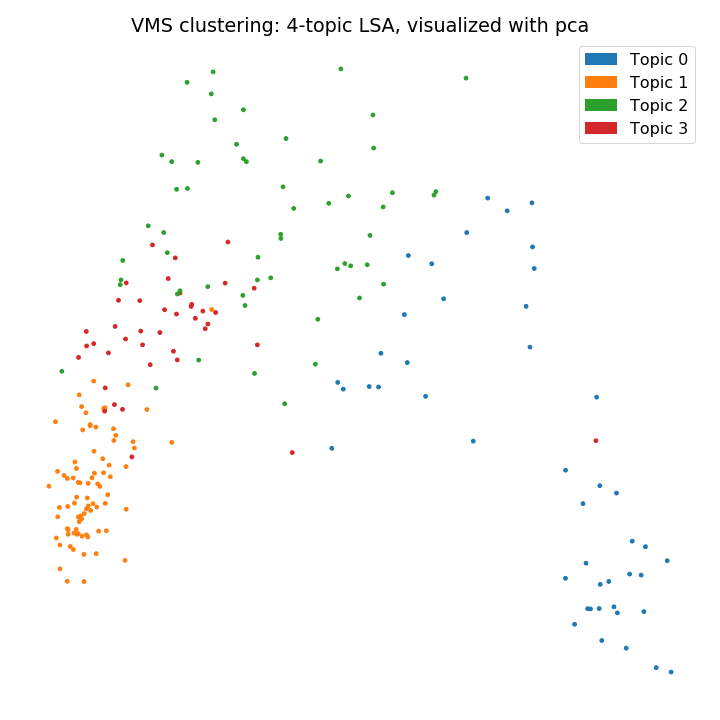 VMS clustering: 4-topic LSA, visualized with pca
Topic 0
Topic 1
Topic 2
Topic 3